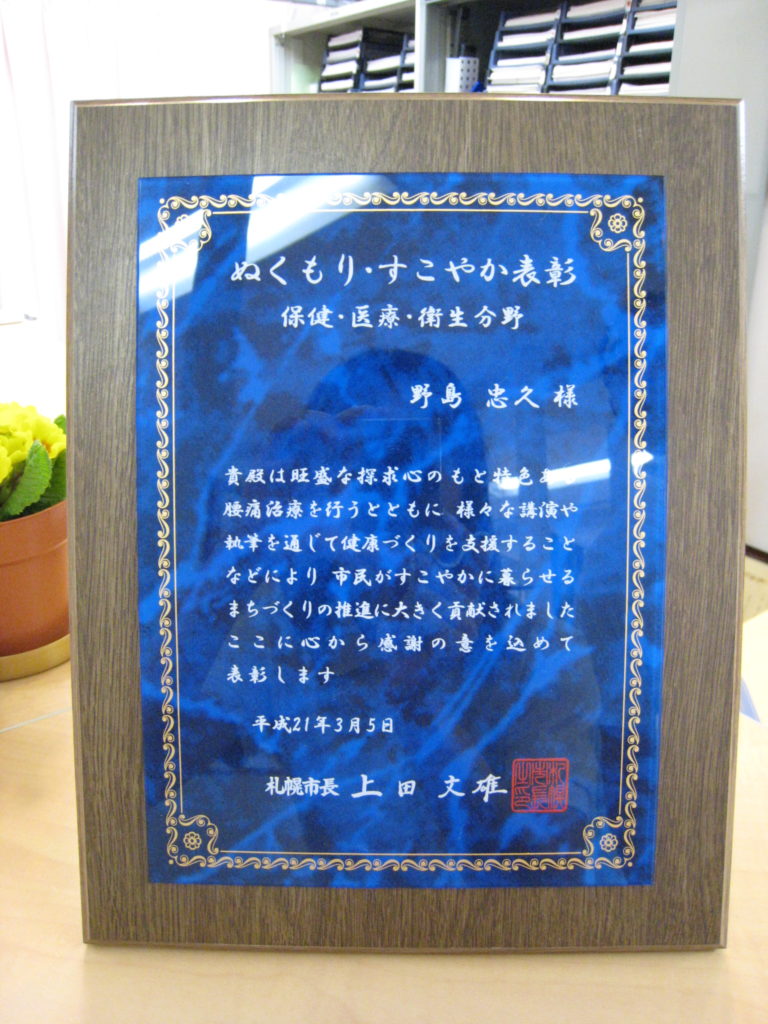 ぬくもり・すこやか表彰
保健・医療・衛生分野
野島 忠久 様
貴殿は旺盛な探求心のもと特色ある
腰痛治療を行うとともに 様々な講演や
執筆を通じて健康づくりを支援すること
などにより 市民がすこやかに暮らせる
まちづくりの推進に大きく貢献されました
ここに心から感謝の意を込めて
表彰します
平成21年3月5日
札幌市長 上田 文雄